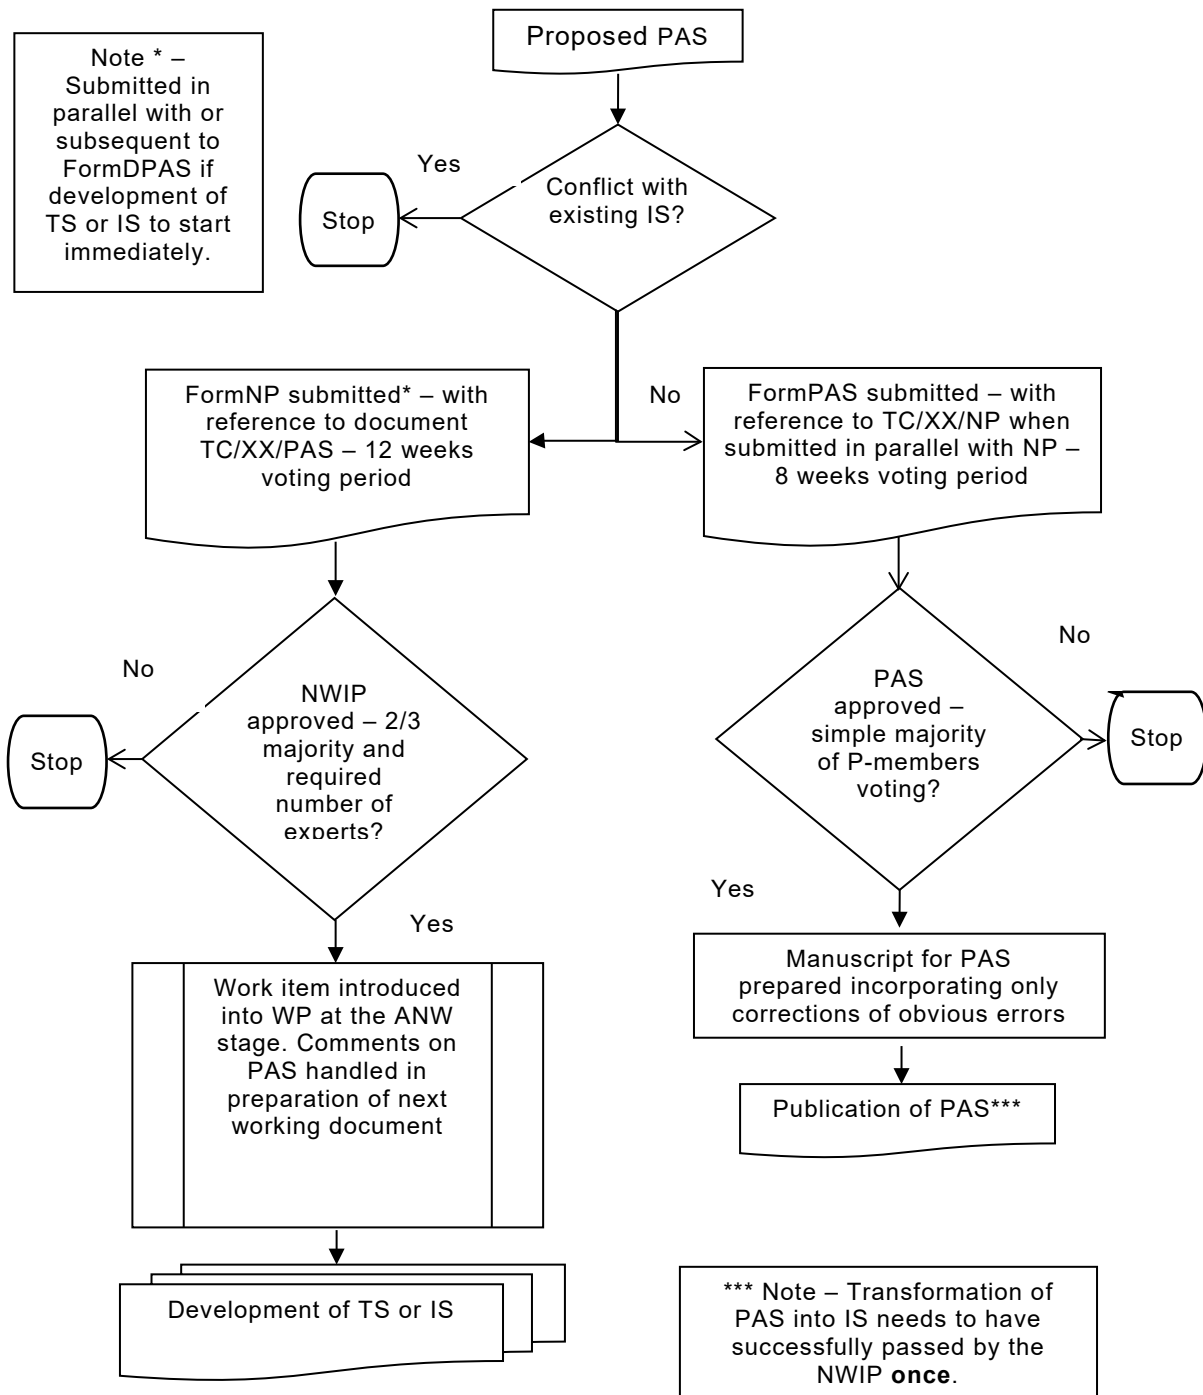 Proposed PAS
Note * –
Submitted in
parallel with or
subsequent to
FormDPAS if
development of
TS or IS to start
immediately.
Yes
Conflict with
existing IS?
Stop
FormNP submitted* – with
reference to document
TC/XX/PAS – 12 weeks
voting period
No
FormPAS submitted – with
reference to TC/XX/NP when
submitted in parallel with NP –
8 weeks voting period
No
NWIP
approved – 2/3
majority and
required
number of
experts?
Stop
No
PAS
approved –
simple majority
of P-members
voting?
Stop
Yes
Yes
Work item introduced
into WP at the ANW
stage. Comments on
PAS handled in
preparation of next
working document
Manuscript for PAS
prepared incorporating only
corrections of obvious errors
Publication of PAS***
Development of TS or IS
*** Note – Transformation of
PAS into IS needs to have
successfully passed by the
NWIP once.